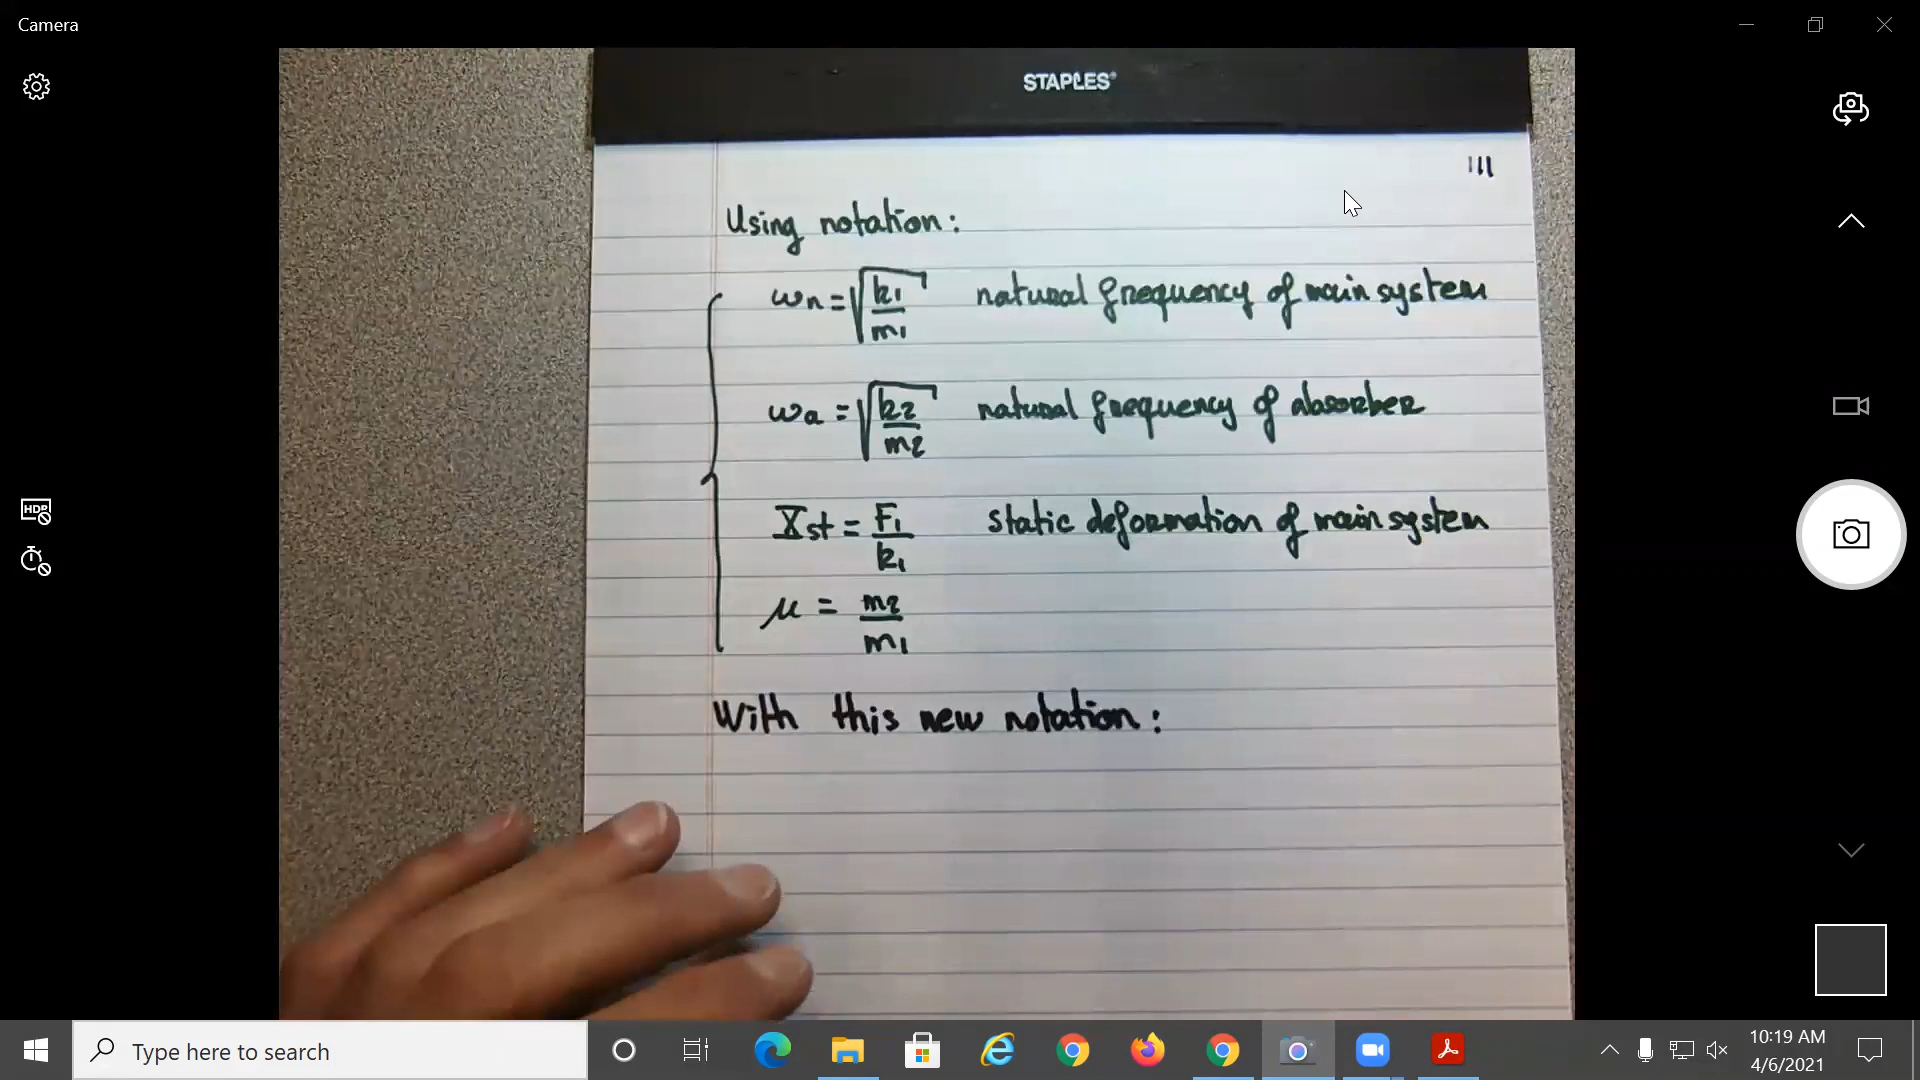 Camera
STAPLES
111
Using notation:
ωn = √(k1/m1) natural frequency of main system
ωa = √(k2/m2) natural frequency of absorber
Xst = F1/k1 static deformation of main system
μ = m2/m1
With this new notation:
HDR
Type here to search
10:19 AM
4/6/2021